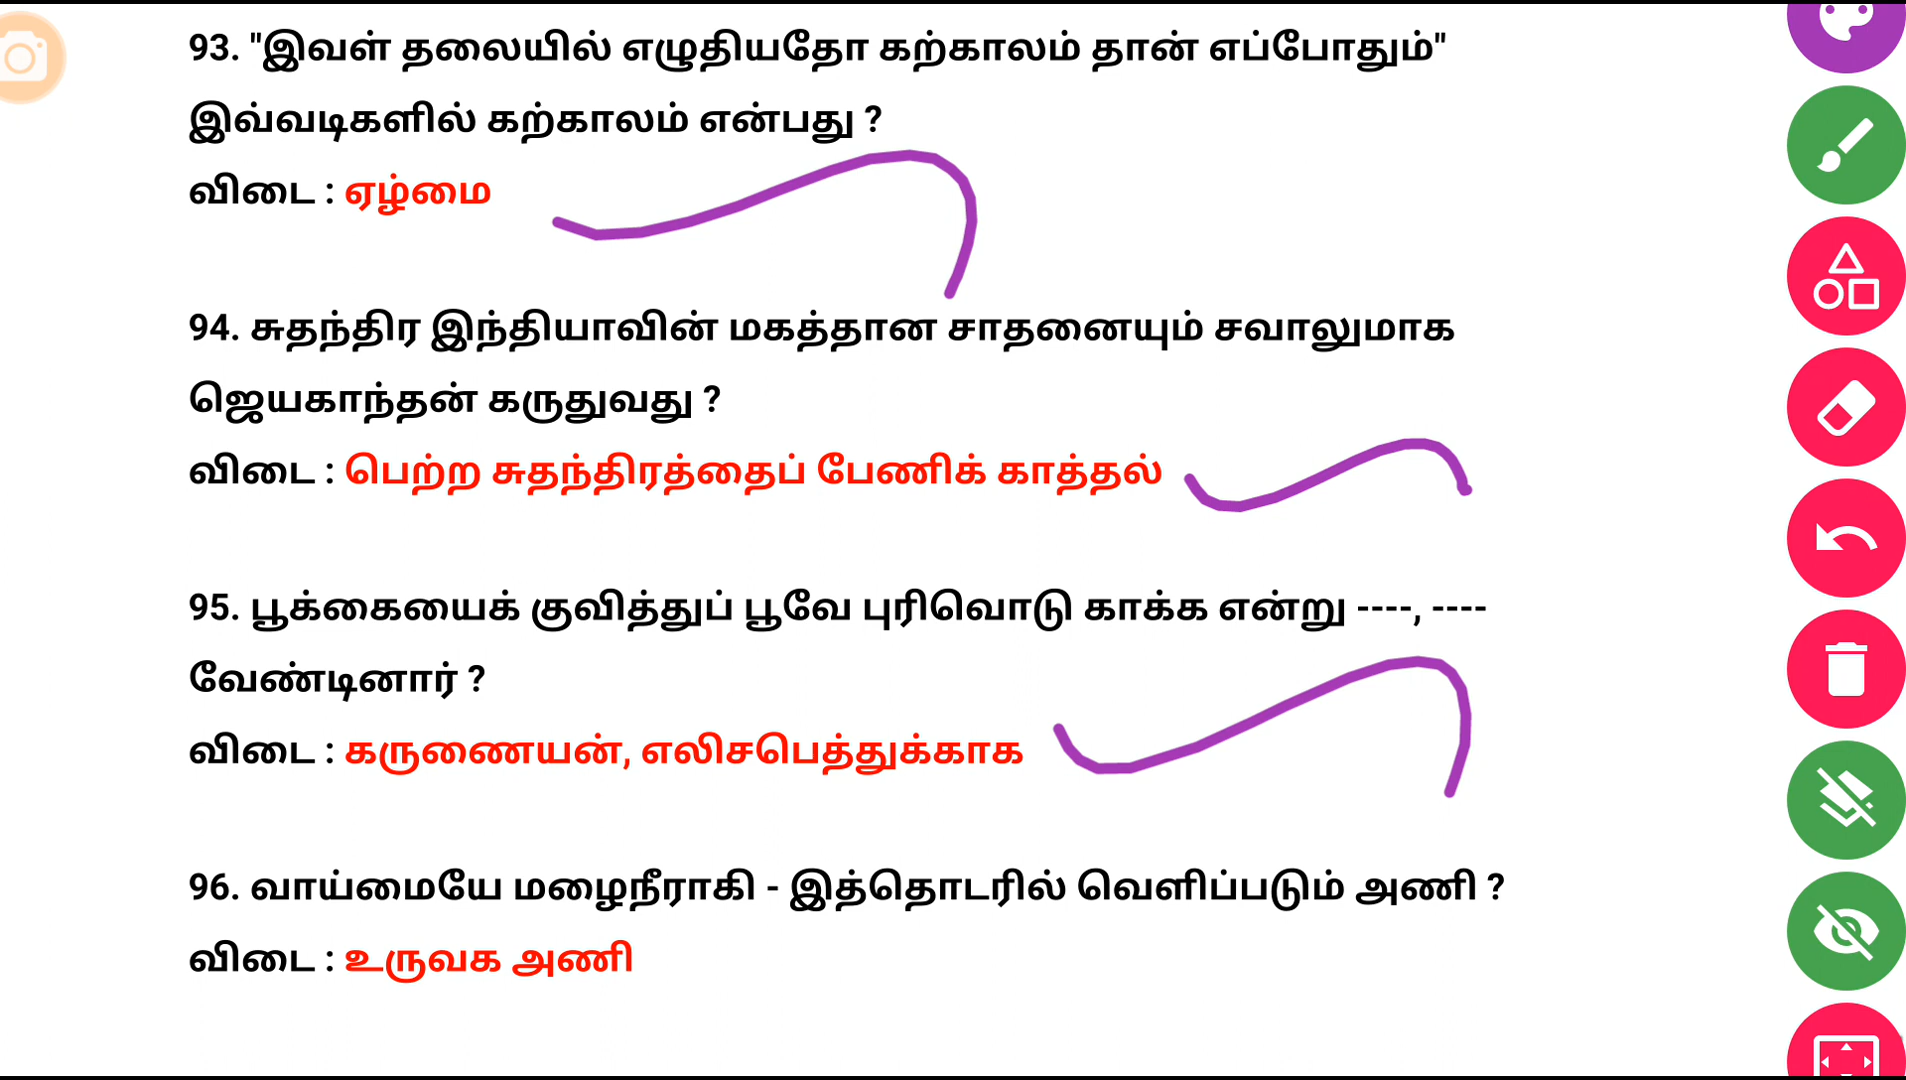 93. "இவள் தலையில் எழுதியதோ கற்காலம் தான் எப்போதும்"
இவ்வடிகளில் கற்காலம் என்பது ?
விடை : ஏழ்மை
94. சுதந்திர இந்தியாவின் மகத்தான சாதனையும் சவாலுமாக
ஜெயகாந்தன் கருதுவது ?
விடை : பெற்ற சுதந்திரத்தைப் பேணிக் காத்தல்
95. பூக்கையைக் குவித்துப் பூவே புரிவொடு காக்க என்று ----, ----
வேண்டினார் ?
விடை : கருணையன், எலிசபெத்துக்காக
96. வாய்மையே மழைநீராகி - இத்தொடரில் வெளிப்படும் அணி ?
விடை : உருவக அணி